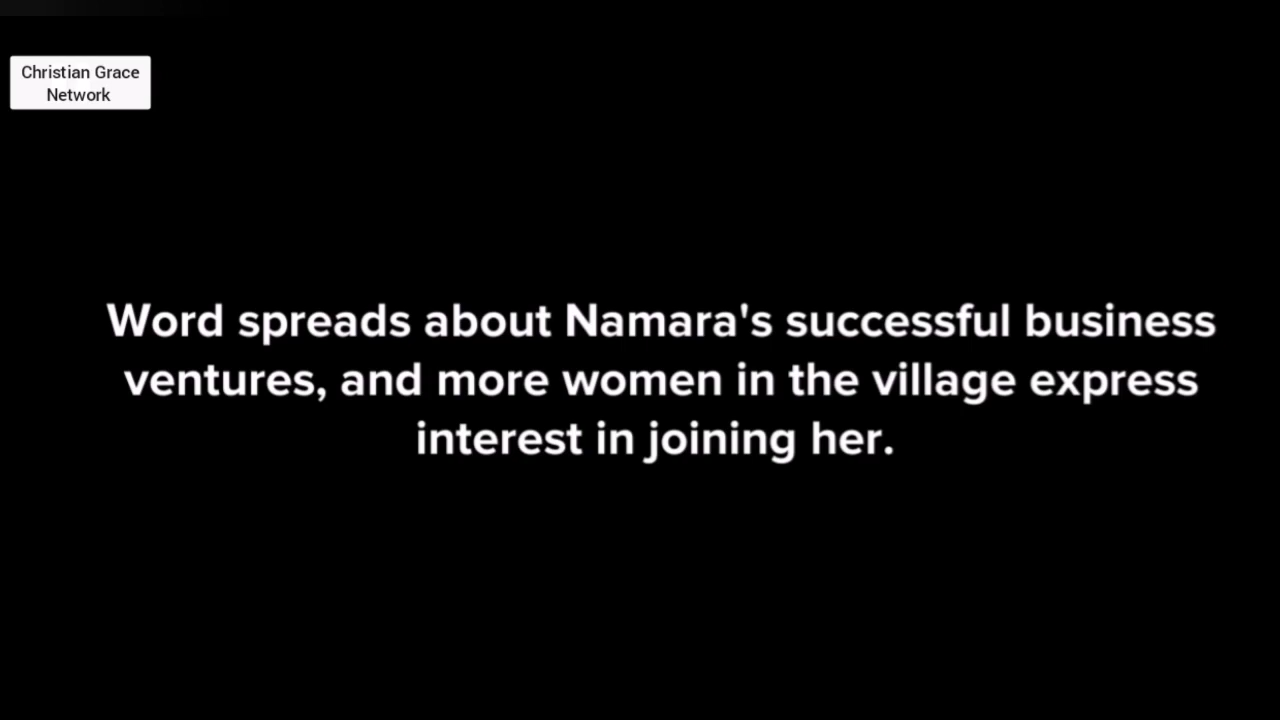 Christian Grace
Network
Word spreads about Namara's successful business
ventures, and more women in the village express
interest in joining her.